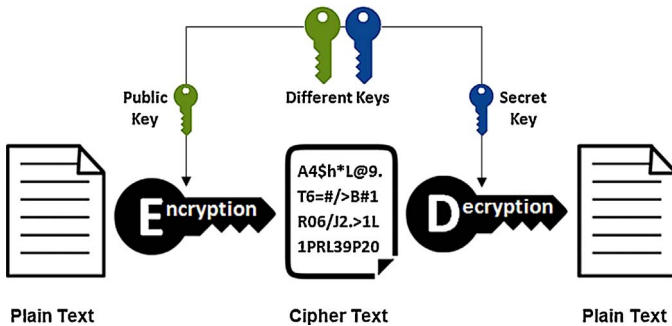 Public
Key
Different Keys
Secret
Key
Encryption
A4$h*L@9.
T6=#/>B#1
R06/J2.>1L
1PRL39P20
Decryption
Plain Text
Cipher Text
Plain Text